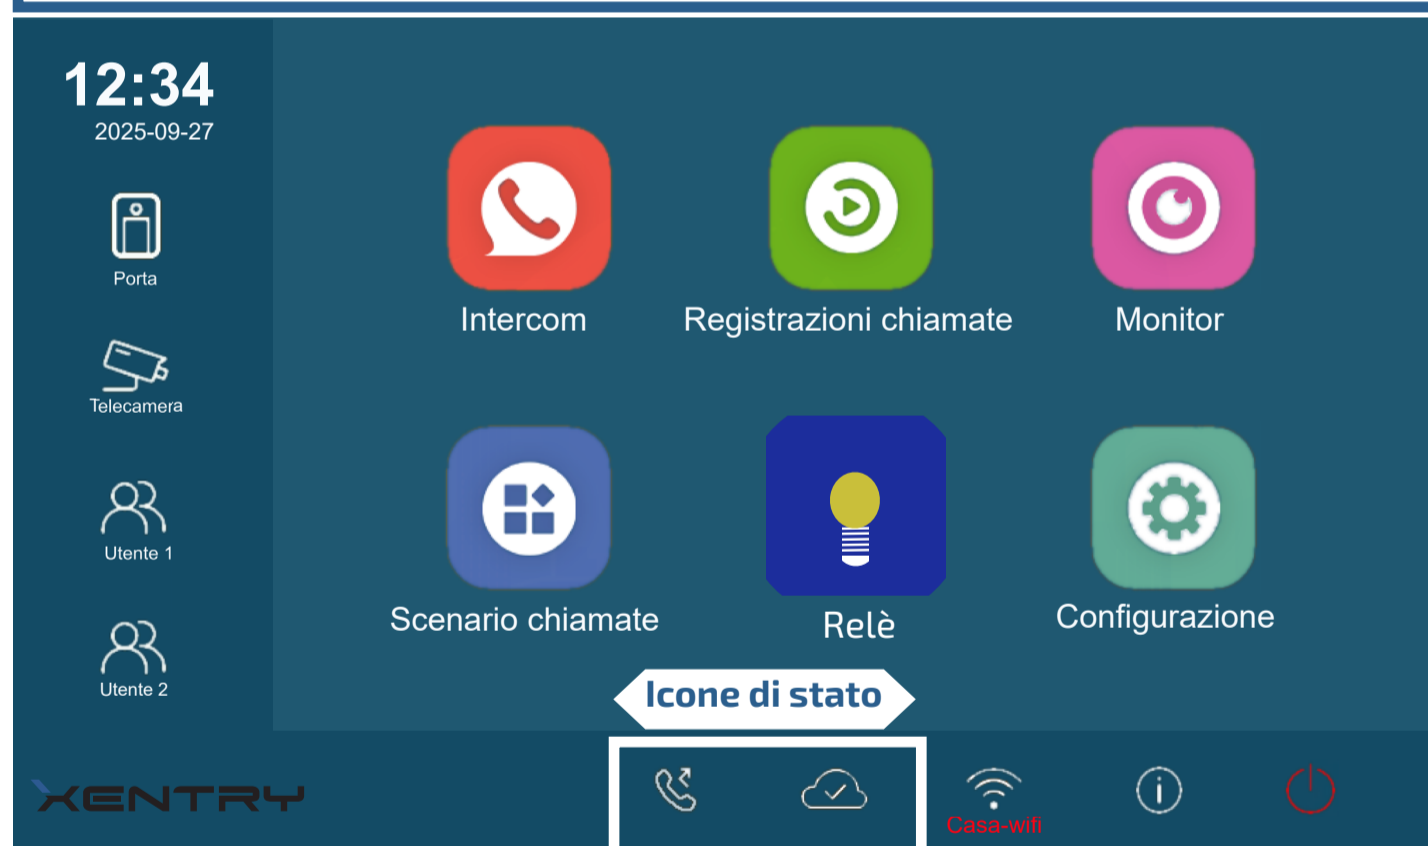 12:34
2025-09-27
Porta
Telecamera
Utente 1
Utente 2
Intercom
Registrazioni chiamate
Monitor
Scenario chiamate
Relè
Configurazione
Icone di stato
XENTRY
Casa-wifi